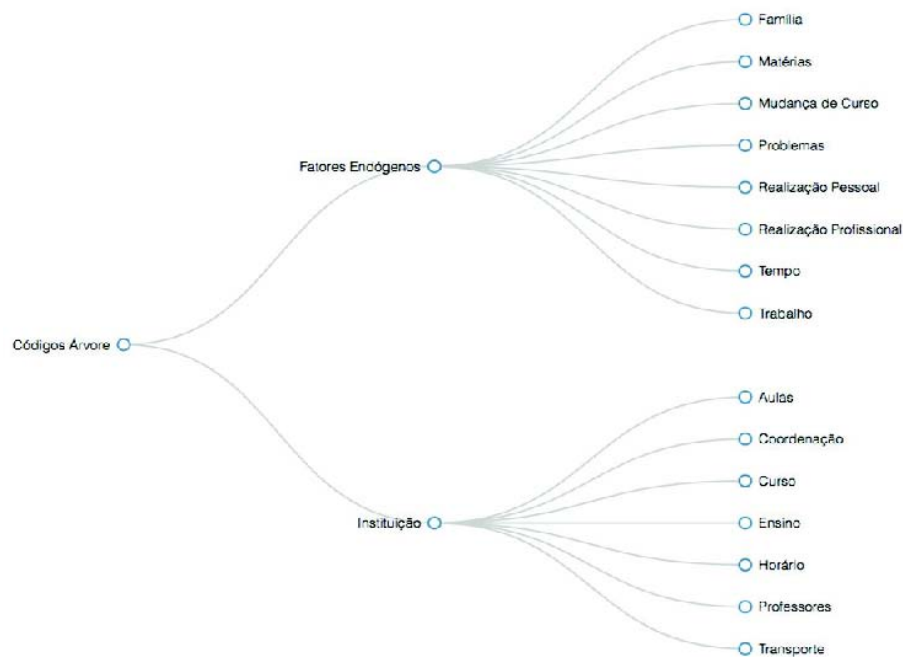 Família
Matérias
Mudança de Curso
Fatores Endógenos
Problemas
Realização Pessoal
Realização Profissional
Tempo
Trabalho
Códigos Árvore
Aulas
Coordenação
Curso
Instituição
Ensino
Horário
Professores
Transporte